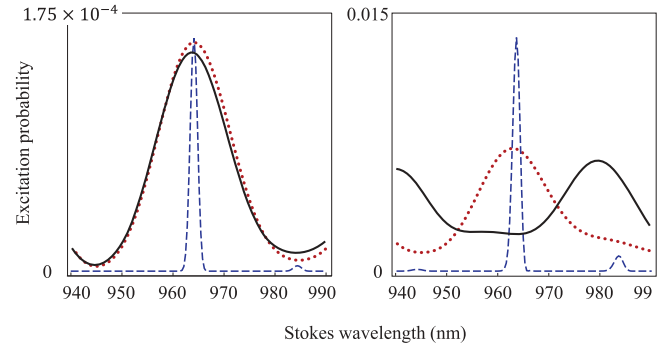 1.75 × 10⁻⁴
0.015
Excitation probability
0
0
940 950 960 970 980 990
940 950 960 970 980 990
Stokes wavelength (nm)